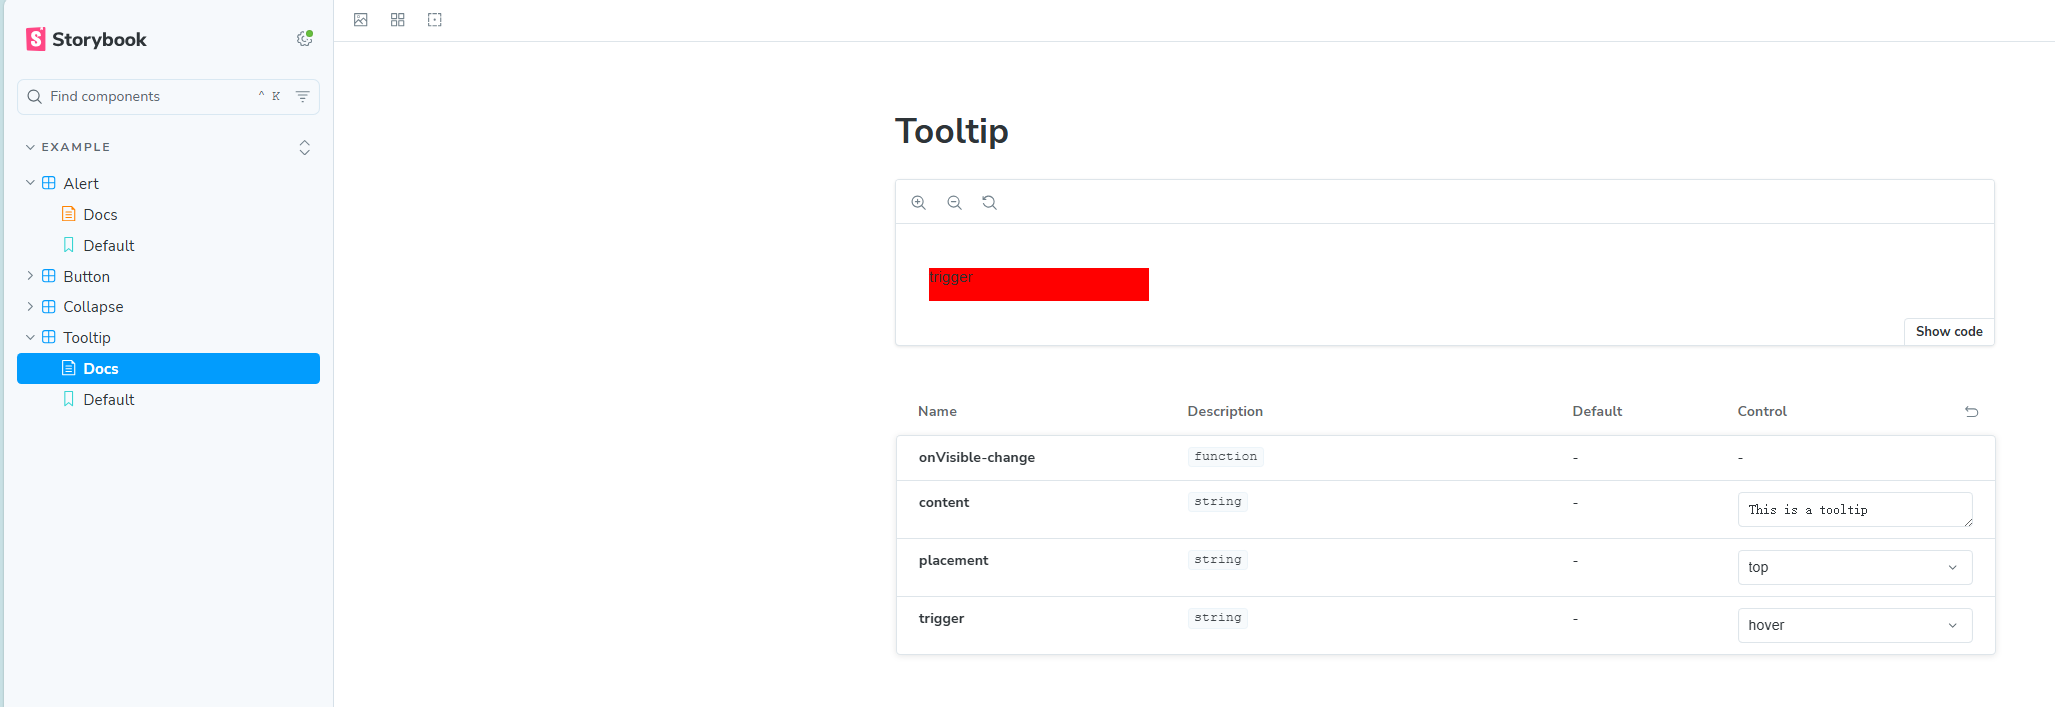 Storybook
Find components
^ K
EXAMPLE
Alert
Docs
Default
Button
Collapse
Tooltip
Docs
Default
Tooltip
trigger
Show code
Name Description Default Control
onVisible-change function - -
content string - This is a tooltip
placement string - top
trigger string - hover